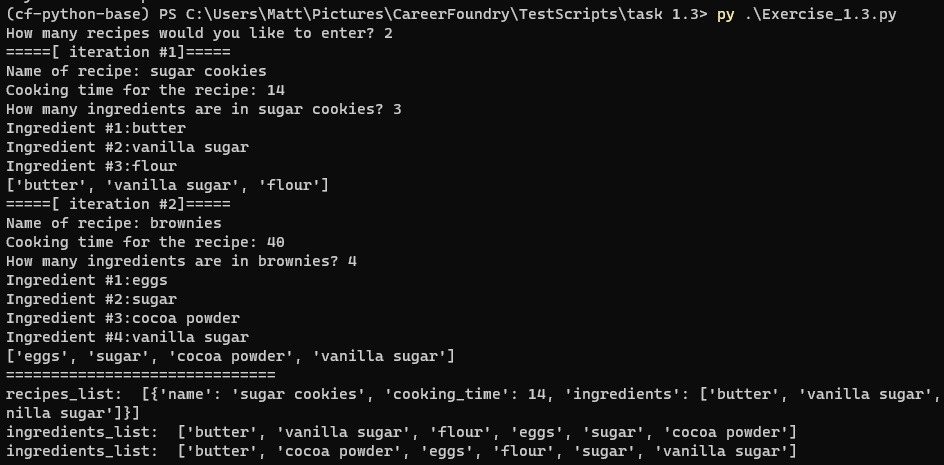 (cf-python-base) PS C:\Users\Matt\Pictures\CareerFoundry\TestScripts\task 1.3> py .\Exercise_1.3.py
How many recipes would you like to enter? 2
=====[ iteration #1]=====
Name of recipe: sugar cookies
Cooking time for the recipe: 14
How many ingredients are in sugar cookies? 3
Ingredient #1:butter
Ingredient #2:vanilla sugar
Ingredient #3:flour
['butter', 'vanilla sugar', 'flour']
=====[ iteration #2]=====
Name of recipe: brownies
Cooking time for the recipe: 40
How many ingredients are in brownies? 4
Ingredient #1:eggs
Ingredient #2:sugar
Ingredient #3:cocoa powder
Ingredient #4:vanilla sugar
['eggs', 'sugar', 'cocoa powder', 'vanilla sugar']
==============================
recipes_list:  [{'name': 'sugar cookies', 'cooking_time': 14, 'ingredients': ['butter', 'vanilla sugar',
nilla sugar']}]
ingredients_list:  ['butter', 'vanilla sugar', 'flour', 'eggs', 'sugar', 'cocoa powder']
ingredients_list:  ['butter', 'cocoa powder', 'eggs', 'flour', 'sugar', 'vanilla sugar']